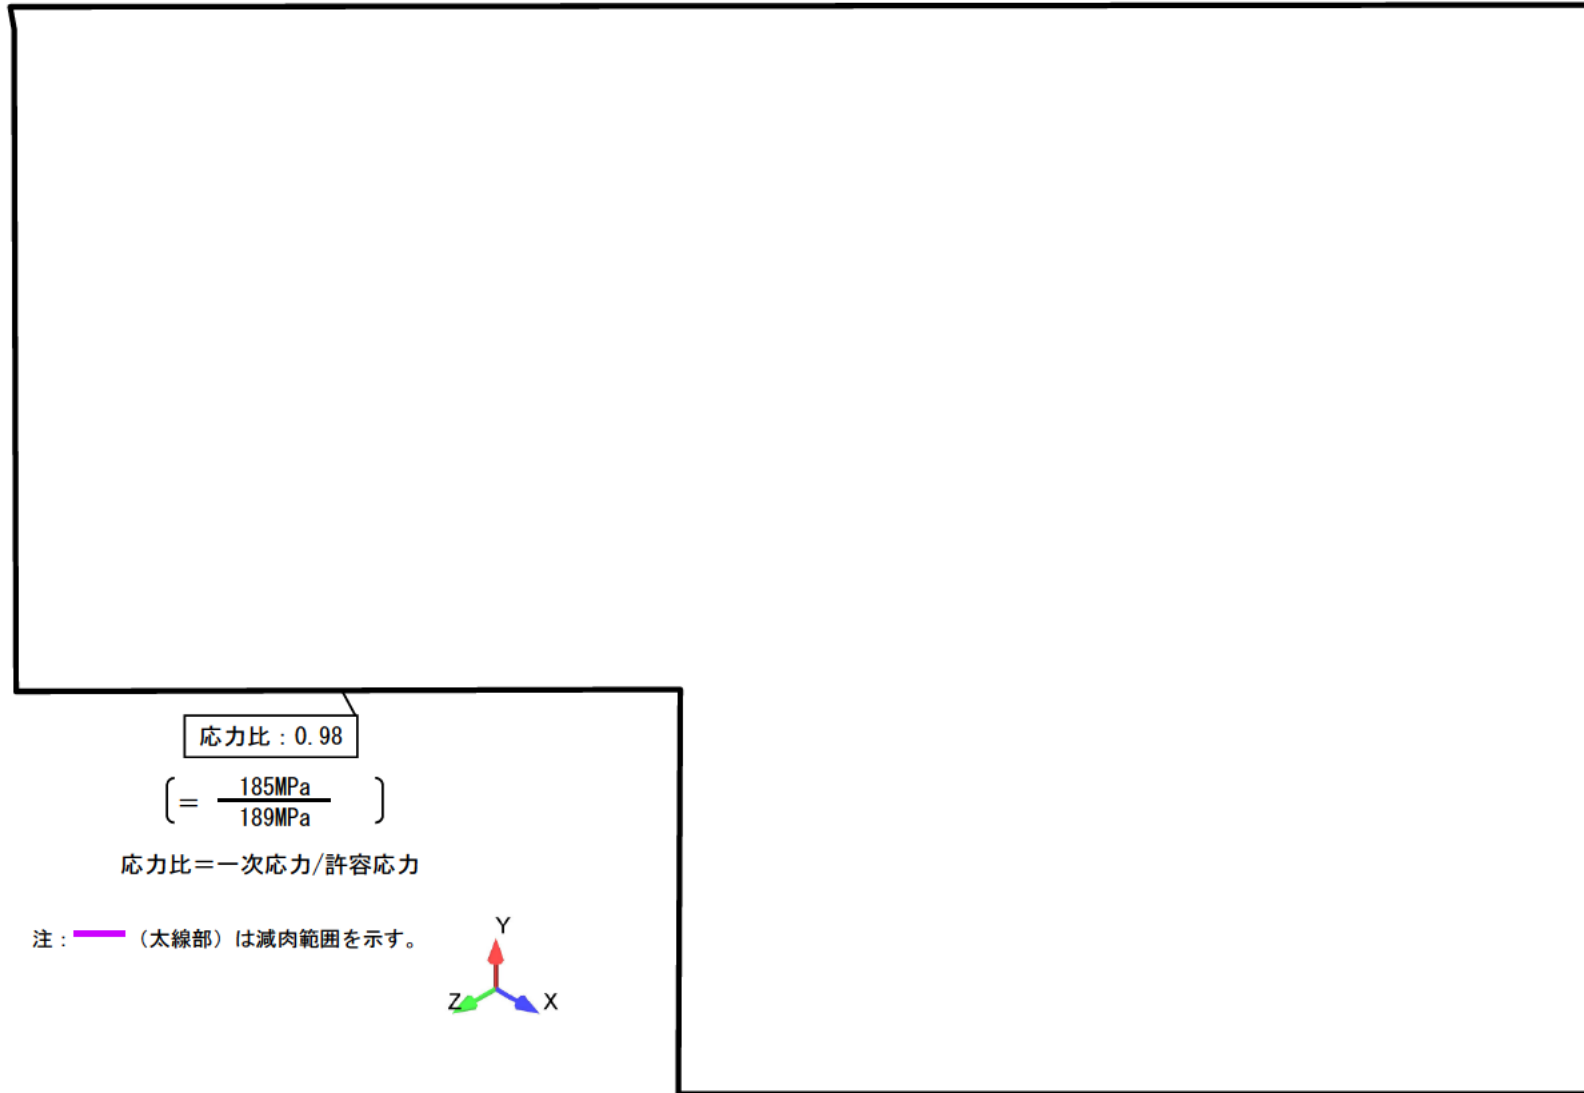 応力比：0.98
＝ 185MPa
189MPa
応力比＝一次応力/許容応力
注：（太線部）は減肉範囲を示す。
Y
Z X